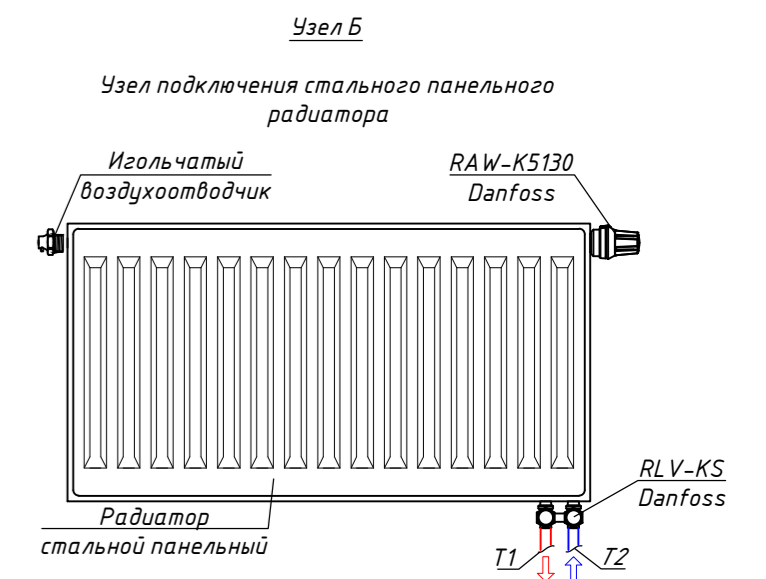 Узел Б
Узел подключения стального панельного
радиатора
Игольчатый
воздухоотводчик
RAW-K5130
Danfoss
RLV-KS
Danfoss
Радиатор
стальной панельный
T1
T2